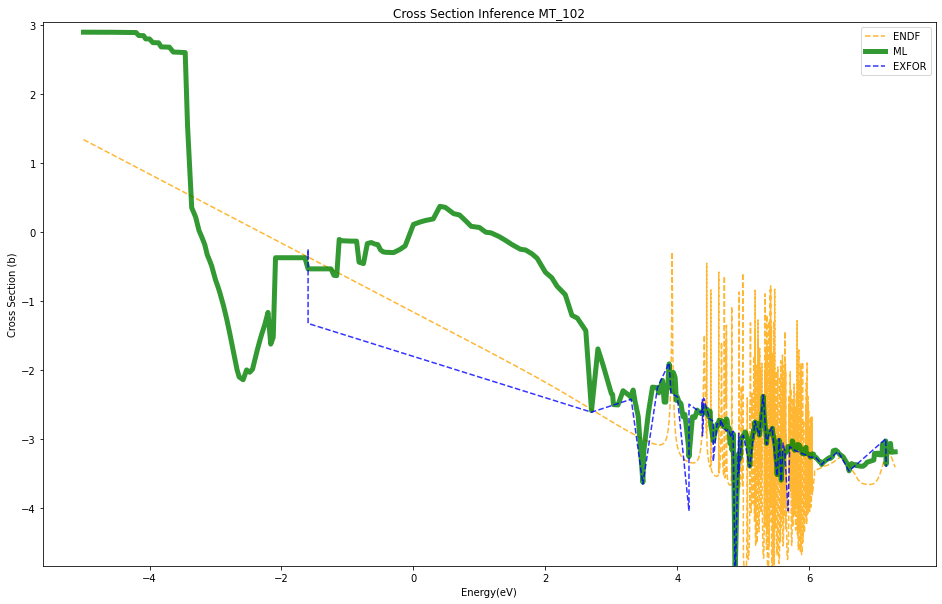 Cross Section Inference MT_102
3
2
1
0
−1
−2
−3
−4
Cross Section (b)
ENDF
ML
EXFOR
−4
−2
0
2
4
6
Energy(eV)